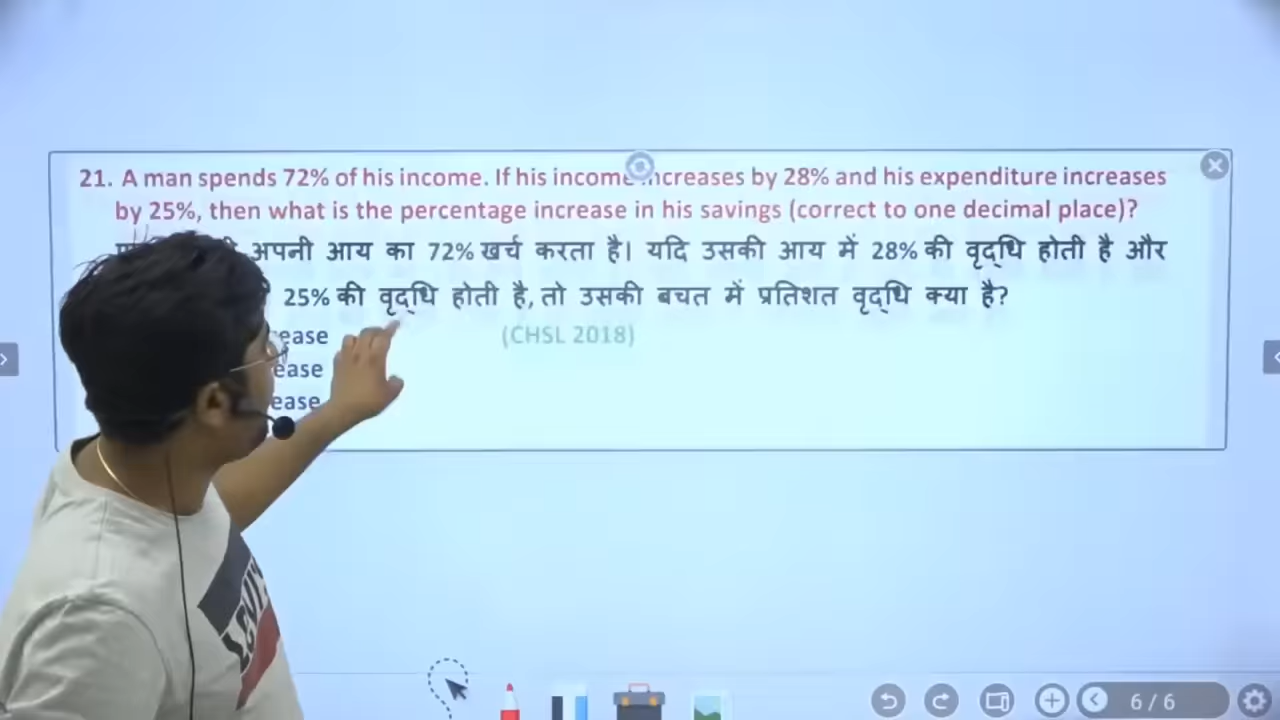 21. A man spends 72% of his income. If his income increases by 28% and his expenditure increases
by 25%, then what is the percentage increase in his savings (correct to one decimal place)?
अपनी आय का 72% खर्च करता है। यदि उसकी आय में 28% की वृद्धि होती है और
25% की वृद्धि होती है, तो उसकी बचत में प्रतिशत वृद्धि क्या है?
(CHSL 2018)
6 / 6